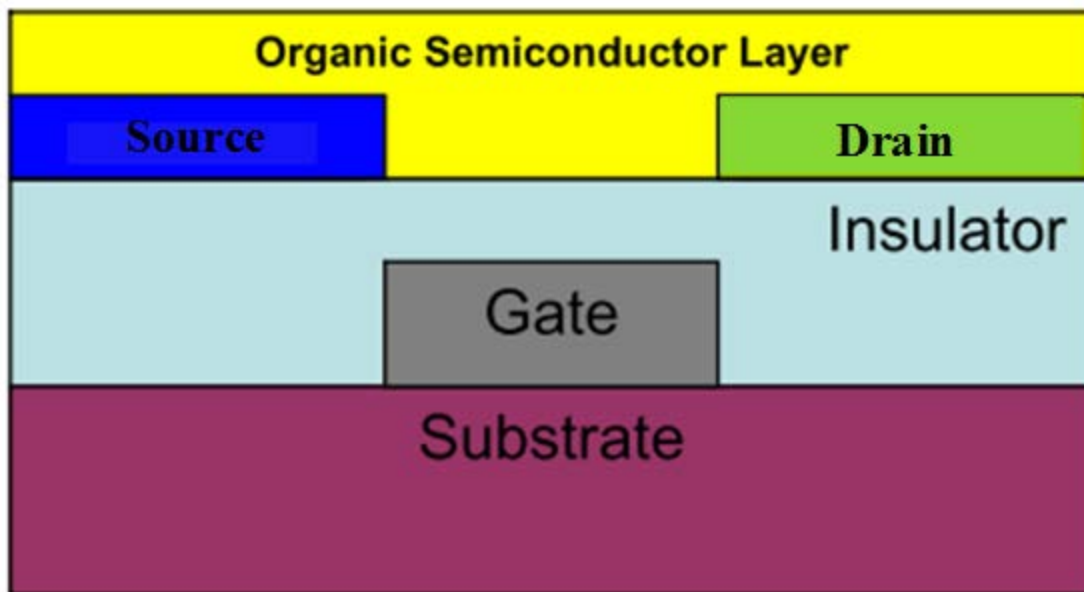 Organic Semiconductor Layer
Source
Drain
Insulator
Gate
Substrate